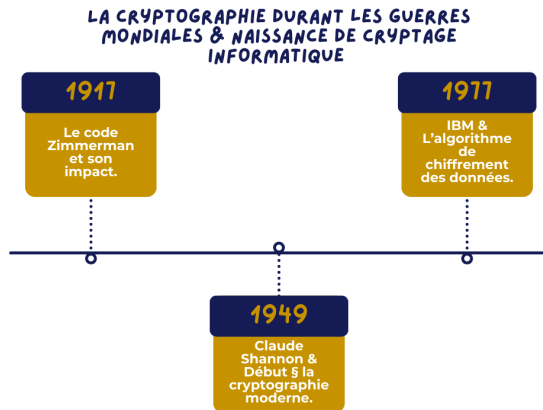 LA CRYPTOGRAPHIE DURANT LES GUERRES
MONDIALES & NAISSANCE DE CRYPTAGE
INFORMATIQUE
1917
Le code
Zimmerman
et son
impact.
1977
IBM &
L'algorithme
de
chiffrement
des données.
1949
Claude
Shannon &
Début § la
cryptographie
moderne.